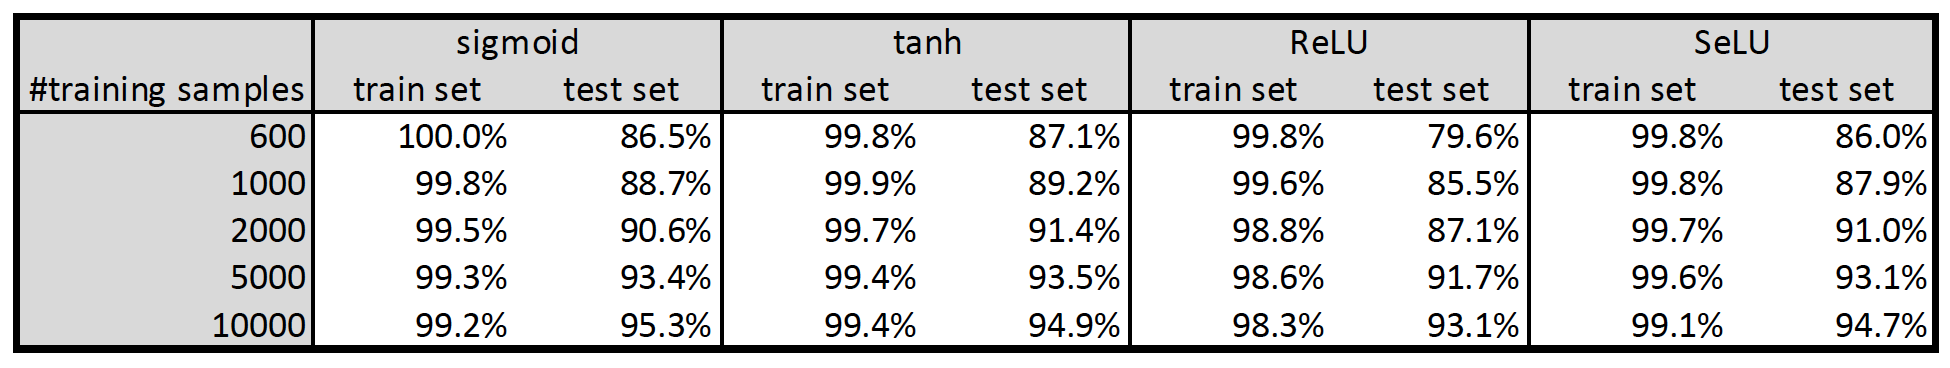 sigmoid tanh ReLU SeLU
#training samples train set test set train set test set train set test set train set test set
600 100.0% 86.5% 99.8% 87.1% 99.8% 79.6% 99.8% 86.0%
1000 99.8% 88.7% 99.9% 89.2% 99.6% 85.5% 99.8% 87.9%
2000 99.5% 90.6% 99.7% 91.4% 98.8% 87.1% 99.7% 91.0%
5000 99.3% 93.4% 99.4% 93.5% 98.6% 91.7% 99.6% 93.1%
10000 99.2% 95.3% 99.4% 94.9% 98.3% 93.1% 99.1% 94.7%